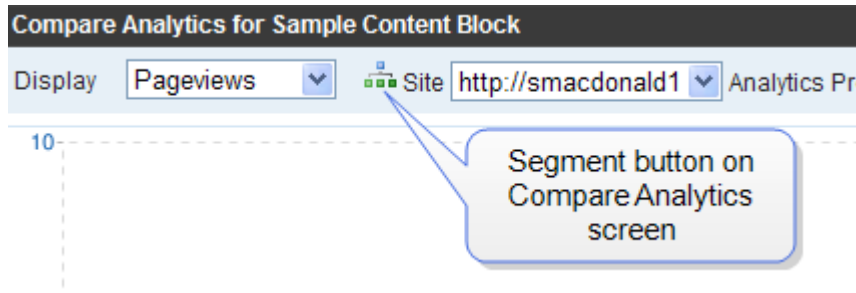 Compare Analytics for Sample Content Block
Display Pageviews Site http://smacdonald1 Analytics Pr
10
Segment button on
Compare Analytics
screen